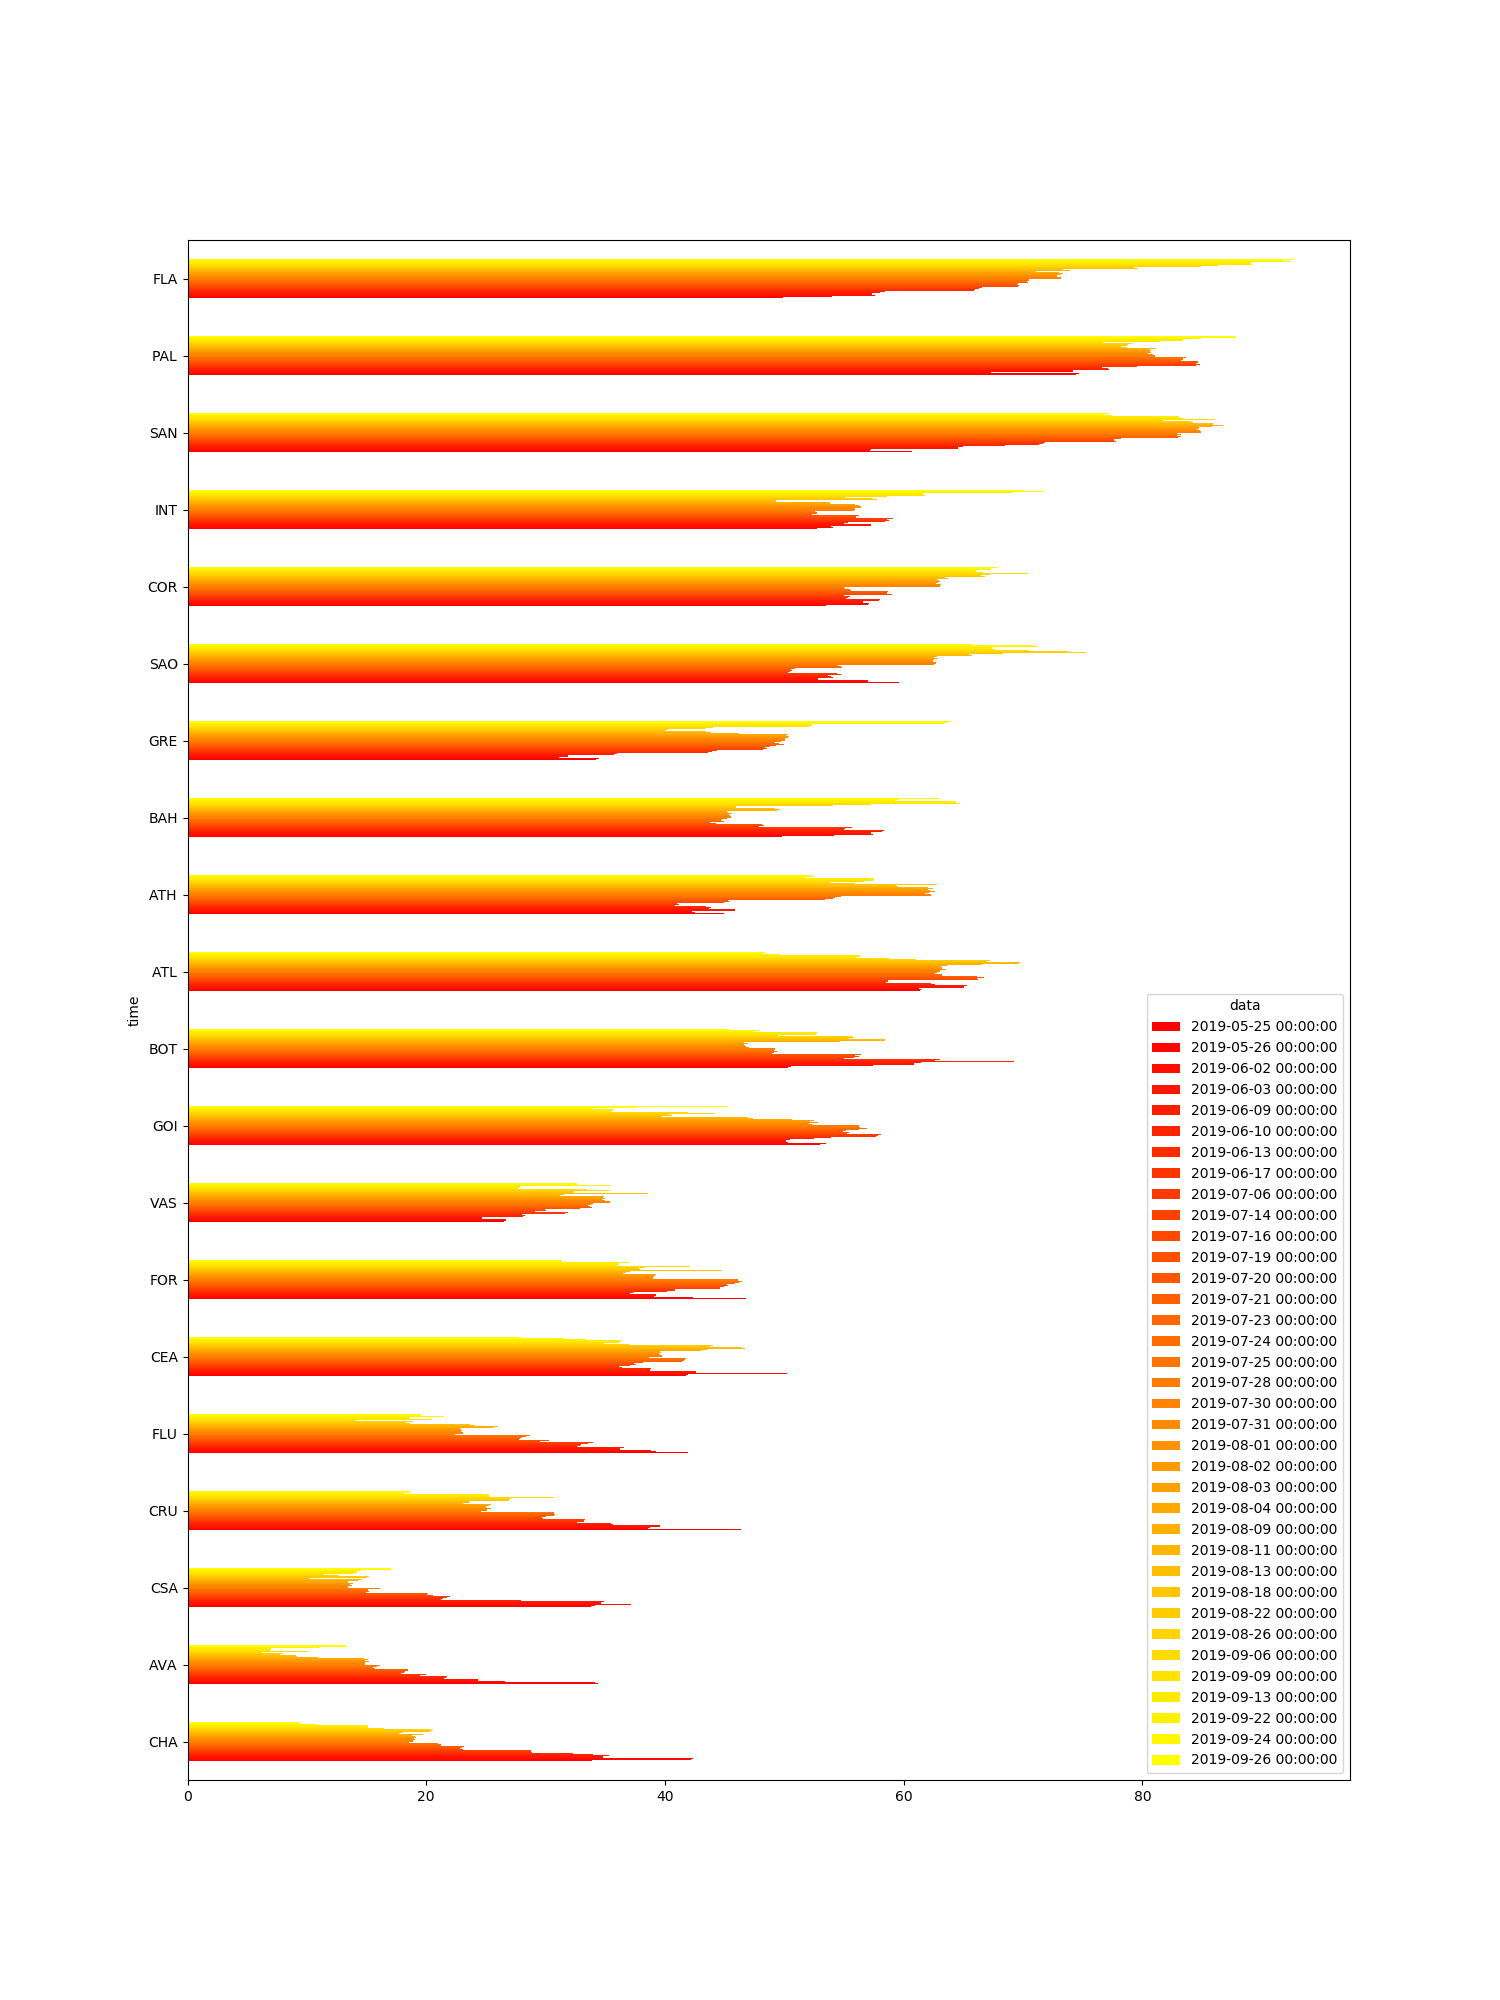 FLA
PAL
SAN
INT
COR
SAO
GRE
BAH
ATH
ATL
BOT
GOI
VAS
FOR
CEA
FLU
CRU
CSA
AVA
CHA
time
0 20 40 60 80
data
2019-05-25 00:00:00
2019-05-26 00:00:00
2019-06-02 00:00:00
2019-06-03 00:00:00
2019-06-09 00:00:00
2019-06-10 00:00:00
2019-06-13 00:00:00
2019-06-17 00:00:00
2019-07-06 00:00:00
2019-07-14 00:00:00
2019-07-16 00:00:00
2019-07-19 00:00:00
2019-07-20 00:00:00
2019-07-21 00:00:00
2019-07-23 00:00:00
2019-07-24 00:00:00
2019-07-25 00:00:00
2019-07-28 00:00:00
2019-07-30 00:00:00
2019-07-31 00:00:00
2019-08-01 00:00:00
2019-08-02 00:00:00
2019-08-03 00:00:00
2019-08-04 00:00:00
2019-08-09 00:00:00
2019-08-11 00:00:00
2019-08-13 00:00:00
2019-08-18 00:00:00
2019-08-22 00:00:00
2019-08-26 00:00:00
2019-09-06 00:00:00
2019-09-09 00:00:00
2019-09-13 00:00:00
2019-09-22 00:00:00
2019-09-24 00:00:00
2019-09-26 00:00:00